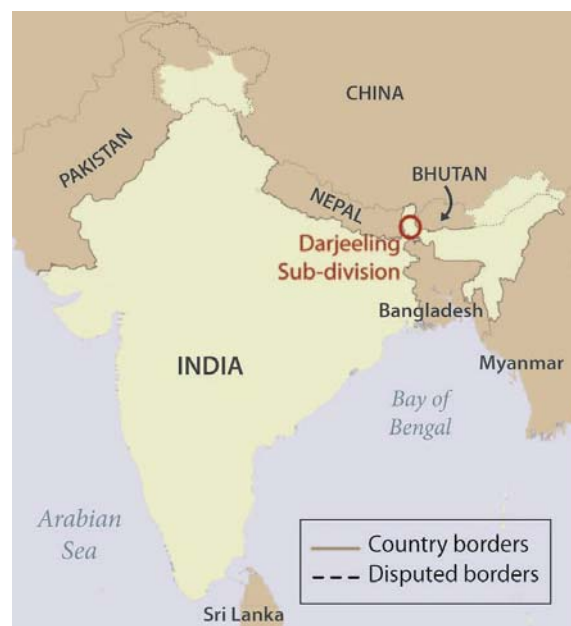 CHINA
PAKISTAN
BHUTAN
NEPAL
Darjeeling
Sub-division
Bangladesh
INDIA
Myanmar
Bay of
Bengal
Arabian
Sea
Country borders
Disputed borders
Sri Lanka